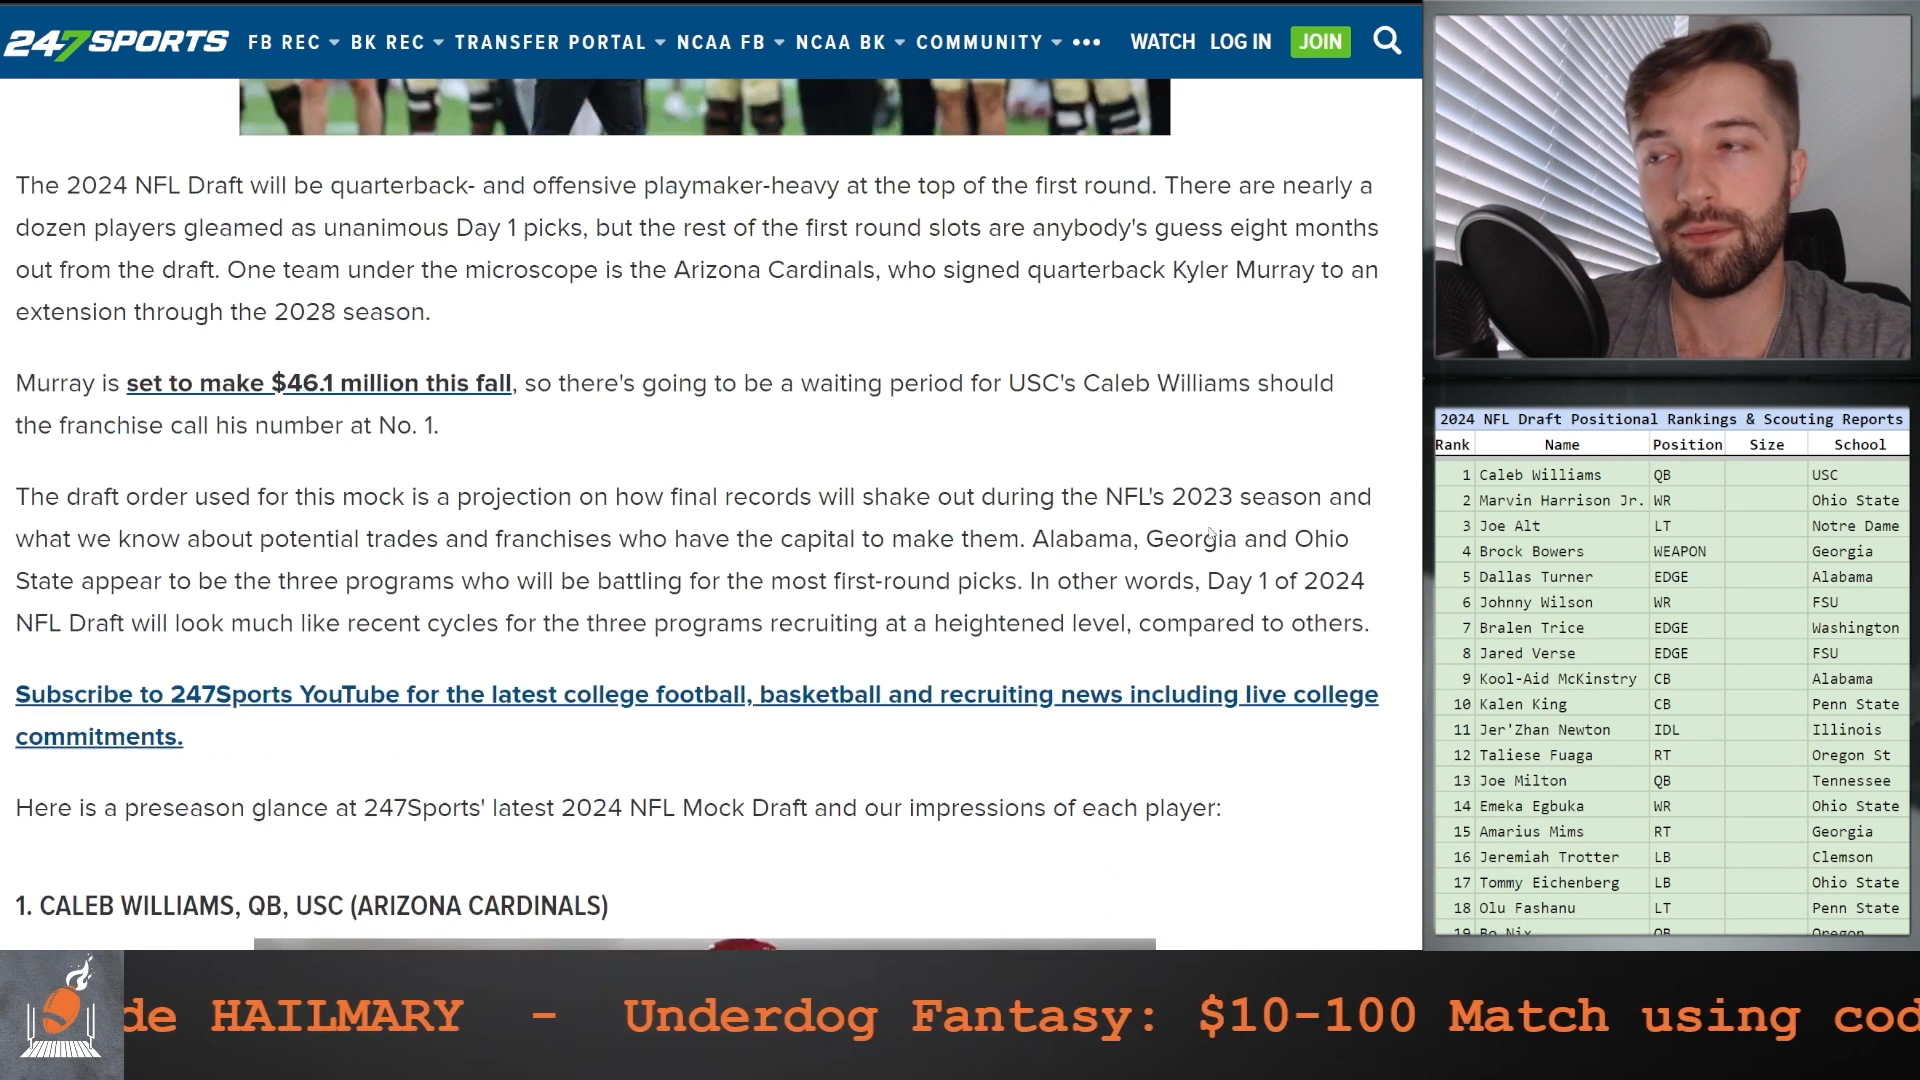 247SPORTS FB REC BK REC TRANSFER PORTAL NCAA FB NCAA BK COMMUNITY ••• WATCH LOG IN JOIN
The 2024 NFL Draft will be quarterback- and offensive playmaker-heavy at the top of the first round. There are nearly a
dozen players gleamed as unanimous Day 1 picks, but the rest of the first round slots are anybody's guess eight months
out from the draft. One team under the microscope is the Arizona Cardinals, who signed quarterback Kyler Murray to an
extension through the 2028 season.
Murray is set to make $46.1 million this fall, so there's going to be a waiting period for USC's Caleb Williams should
the franchise call his number at No. 1.
The draft order used for this mock is a projection on how final records will shake out during the NFL's 2023 season and
what we know about potential trades and franchises who have the capital to make them. Alabama, Georgia and Ohio
State appear to be the three programs who will be battling for the most first-round picks. In other words, Day 1 of 2024
NFL Draft will look much like recent cycles for the three programs recruiting at a heightened level, compared to others.
Subscribe to 247Sports YouTube for the latest college football, basketball and recruiting news including live college
commitments.
Here is a preseason glance at 247Sports' latest 2024 NFL Mock Draft and our impressions of each player:
1. CALEB WILLIAMS, QB, USC (ARIZONA CARDINALS)
2024 NFL Draft Positional Rankings & Scouting Reports
Rank Name Position Size School
1 Caleb Williams QB USC
2 Marvin Harrison Jr. WR Ohio State
3 Joe Alt LT Notre Dame
4 Brock Bowers WEAPON Georgia
5 Dallas Turner EDGE Alabama
6 Johnny Wilson WR FSU
7 Bralen Trice EDGE Washington
8 Jared Verse EDGE FSU
9 Kool-Aid McKinstry CB Alabama
10 Kalen King CB Penn State
11 Jer'Zhan Newton IDL Illinois
12 Taliese Fuaga RT Oregon St
13 Joe Milton QB Tennessee
14 Emeka Egbuka WR Ohio State
15 Amarius Mims RT Georgia
16 Jeremiah Trotter LB Clemson
17 Tommy Eichenberg LB Ohio State
18 Olu Fashanu LT Penn State
19 Bo Nix QB Oregon
de HAILMARY - Underdog Fantasy: $10-100 Match using cod